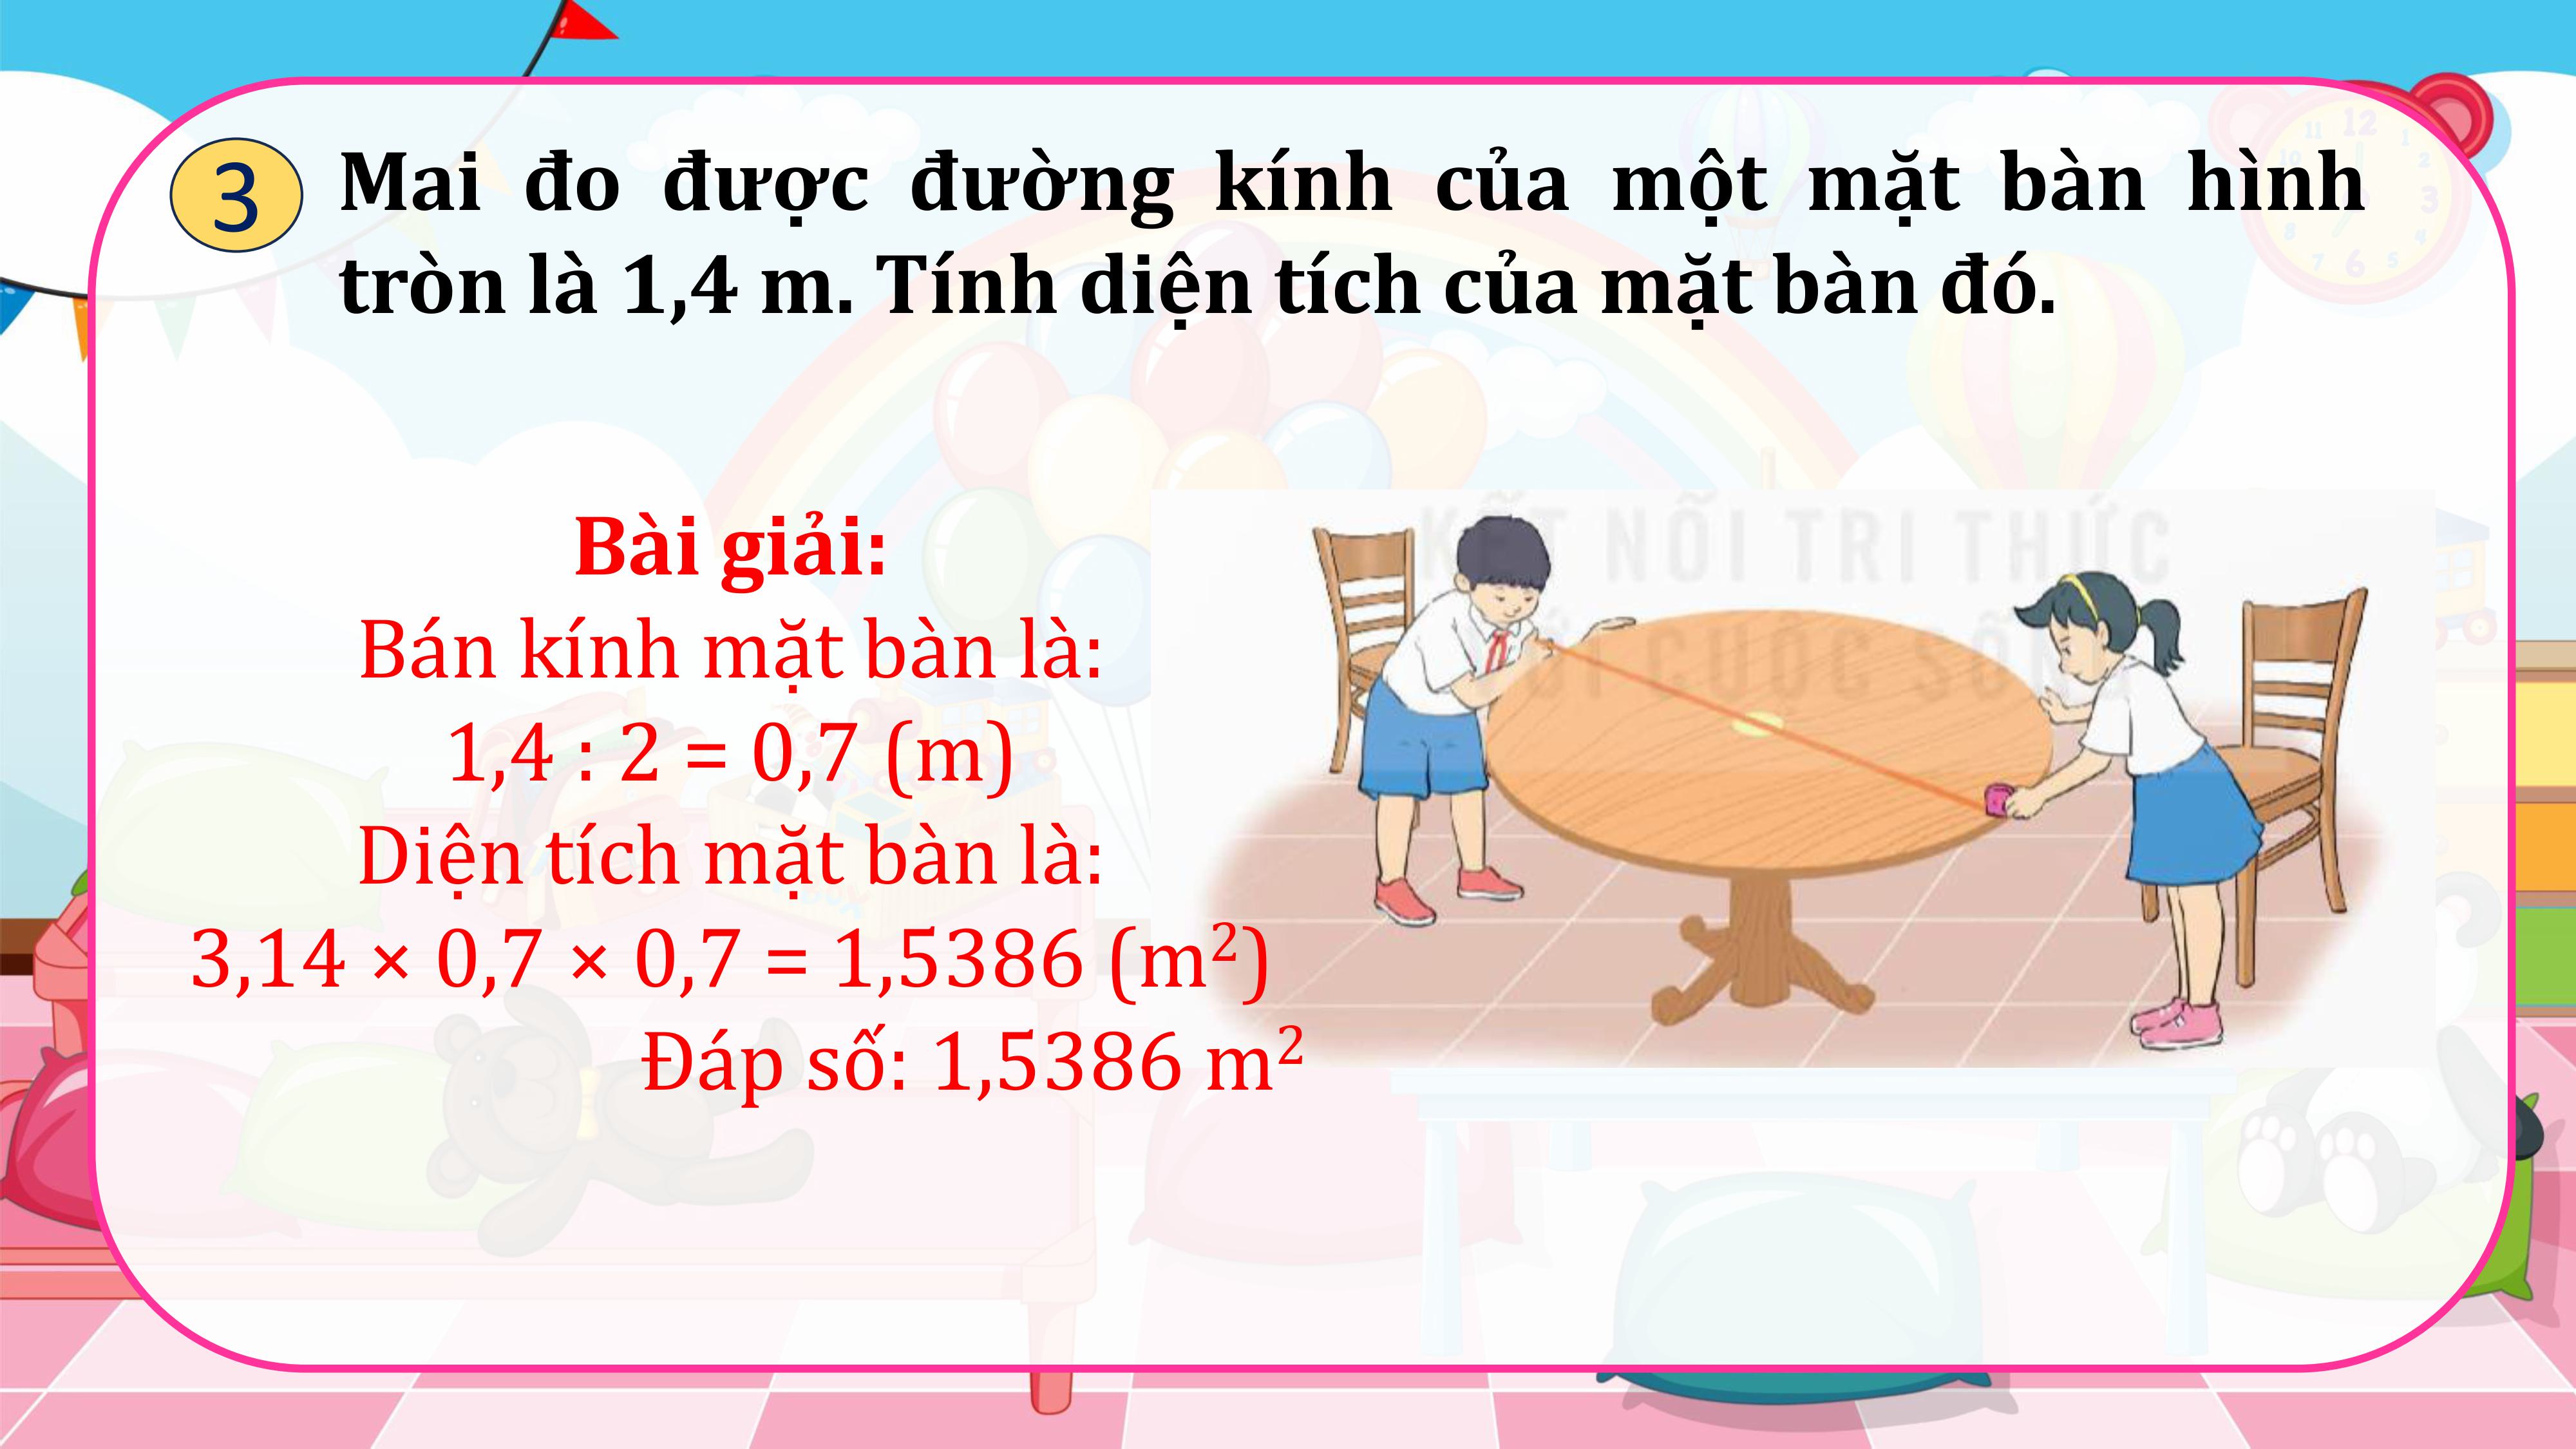 3
Mai đo được đường kính của một mặt bàn hình
tròn là 1,4 m. Tính diện tích của mặt bàn đó.
Bài giải:
Bán kính mặt bàn là:
1,4 : 2 = 0,7 (m)
Diện tích mặt bàn là:
3,14 × 0,7 × 0,7 = 1,5386 (m²)
Đáp số: 1,5386 m²
KẾT NỐI TRI THỨC
CUỘC SỐNG